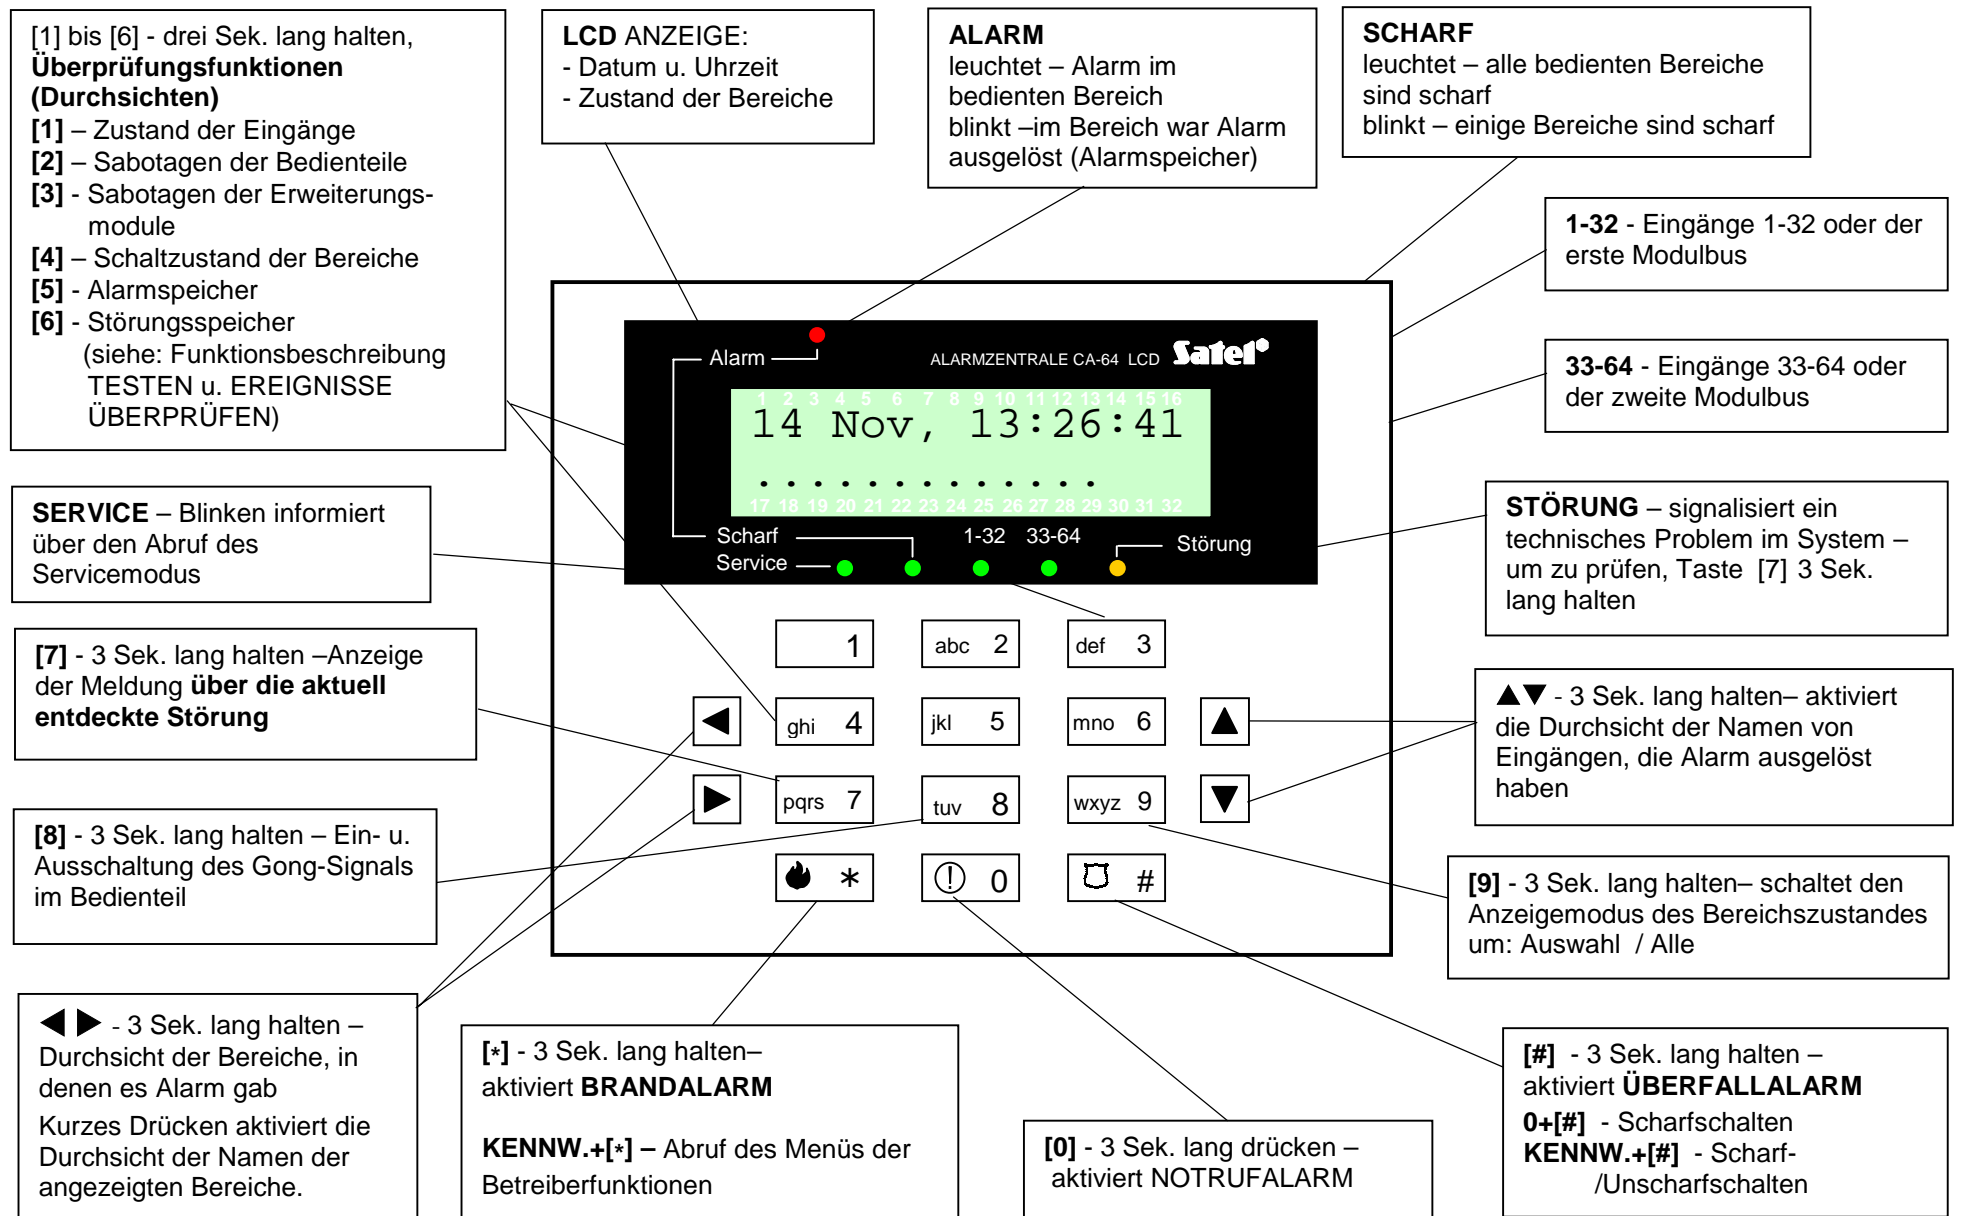 [1] bis [6] - drei Sek. lang halten,
Überprüfungsfunktionen
(Durchsichten)
[1] – Zustand der Eingänge
[2] – Sabotagen der Bedienteile
[3] - Sabotagen der Erweiterungs-
module
[4] – Schaltzustand der Bereiche
[5] - Alarmspeicher
[6] - Störungsspeicher
(siehe: Funktionsbeschreibung
TESTEN u. EREIGNISSE
ÜBERPRÜFEN)
LCD ANZEIGE:
- Datum u. Uhrzeit
- Zustand der Bereiche
ALARM
leuchtet – Alarm im
bedienten Bereich
blinkt –im Bereich war Alarm
ausgelöst (Alarmspeicher)
SCHARF
leuchtet – alle bedienten Bereiche
sind scharf
blinkt – einige Bereiche sind scharf
1-32 - Eingänge 1-32 oder der
erste Modulbus
33-64 - Eingänge 33-64 oder
der zweite Modulbus
STÖRUNG – signalisiert ein
technisches Problem im System –
um zu prüfen, Taste [7] 3 Sek.
lang halten
SERVICE – Blinken informiert
über den Abruf des
Servicemodus
[7] - 3 Sek. lang halten –Anzeige
der Meldung über die aktuell
entdeckte Störung
[8] - 3 Sek. lang halten – Ein- u.
Ausschaltung des Gong-Signals
im Bedienteil
Alarm
ALARMZENTRALE CA-64 LCD Satel
1 2 3 4 5 6 7 8 9 10 11 12 13 14 15 16
14 Nov, 13:26:41
. . . . . . . . . . . . .
17 18 19 20 21 22 23 24 25 26 27 28 29 30 31 32
Scharf 1-32 33-64 Störung
Service
1 abc 2 def 3
◀ ghi 4 jkl 5 mno 6 ▲
▶ pqrs 7 tuv 8 wxyz 9 ▼
* 0 #
▲▼ - 3 Sek. lang halten– aktiviert
die Durchsicht der Namen von
Eingängen, die Alarm ausgelöst
haben
[9] - 3 Sek. lang halten– schaltet den
Anzeigemodus des Bereichszustandes
um: Auswahl / Alle
◀ ▶ - 3 Sek. lang halten –
Durchsicht der Bereiche, in
denen es Alarm gab
Kurzes Drücken aktiviert die
Durchsicht der Namen der
angezeigten Bereiche.
[*] - 3 Sek. lang halten–
aktiviert BRANDALARM
KENNW.+[*] – Abruf des Menüs der
Betreiberfunktionen
[0] - 3 Sek. lang drücken –
aktiviert NOTRUFALARM
[#] - 3 Sek. lang halten –
aktiviert ÜBERFALLALARM
0+[#] - Scharfschalten
KENNW.+[#] - Scharf-
/Unscharfschalten